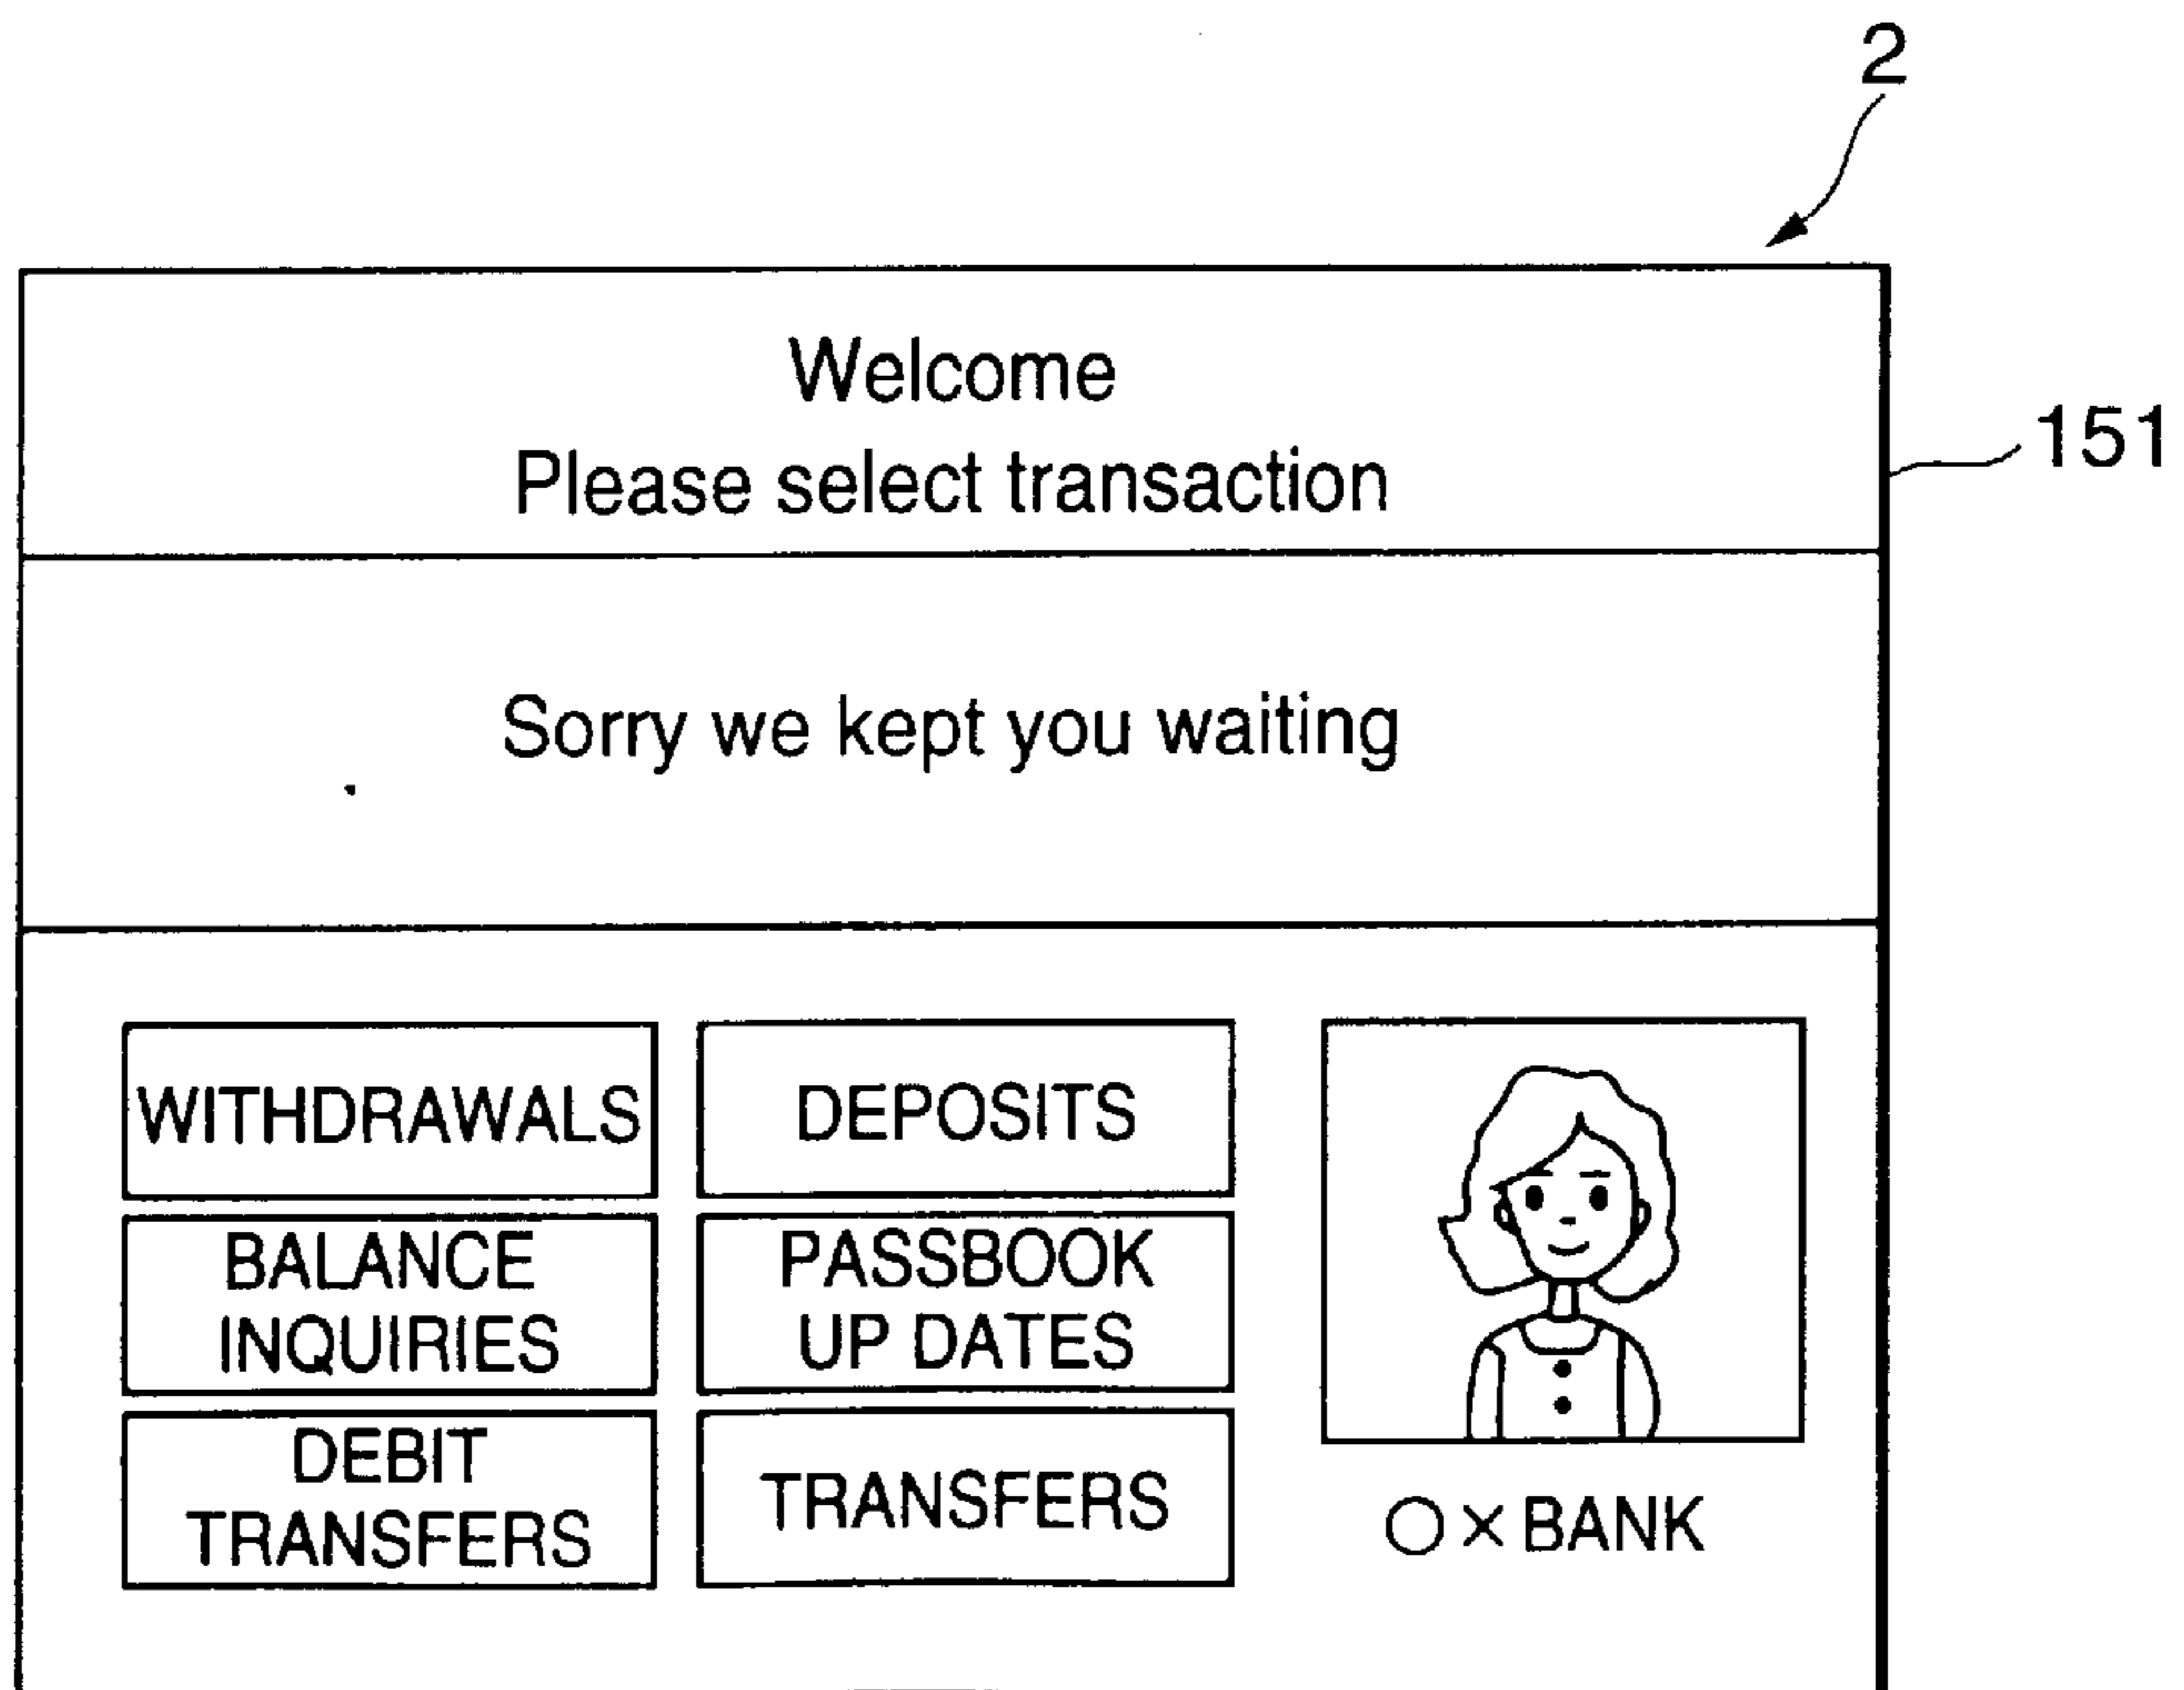 2
151
Welcome
Please select transaction
Sorry we kept you waiting
WITHDRAWALS
DEPOSITS
BALANCE
INQUIRIES
PASSBOOK
UP DATES
DEBIT
TRANSFERS
TRANSFERS
○×BANK